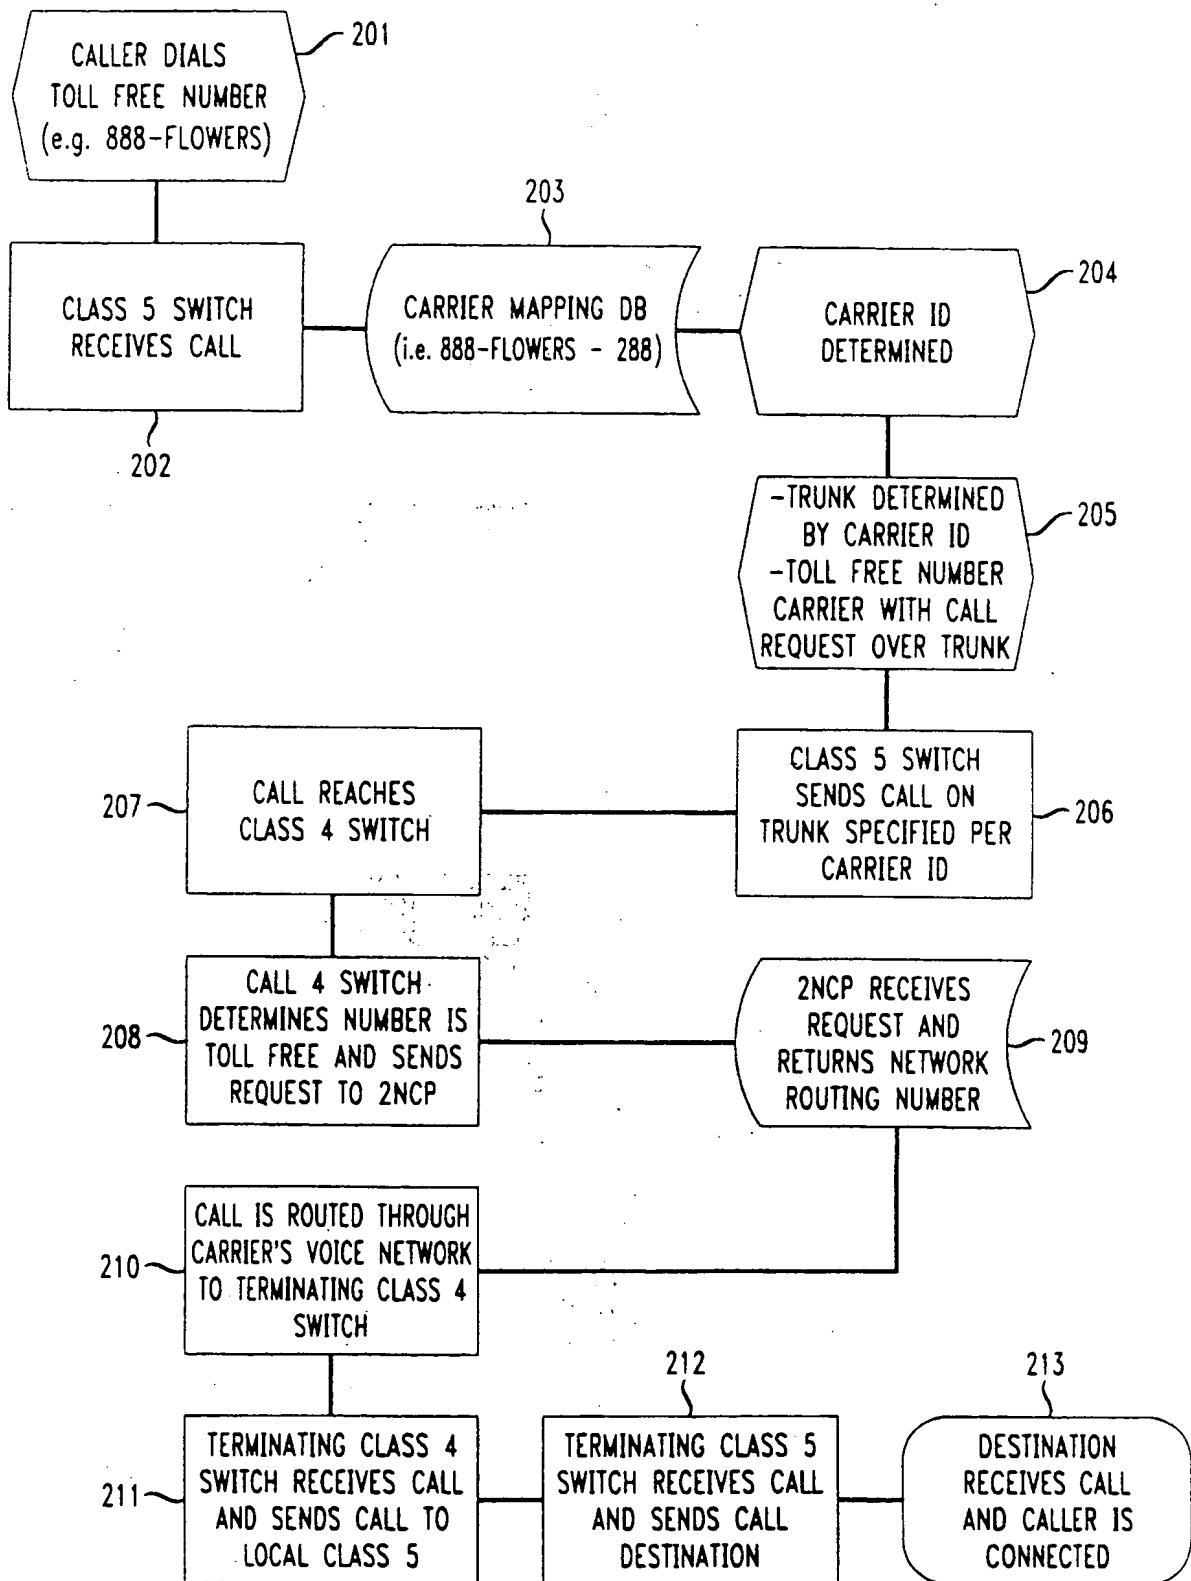 201
CALLER DIALS
TOLL FREE NUMBER
(e.g. 888-FLOWERS)
203
204
CLASS 5 SWITCH
RECEIVES CALL
CARRIER MAPPING DB
(i.e. 888-FLOWERS - 288)
CARRIER ID
DETERMINED
202
-TRUNK DETERMINED
BY CARRIER ID
-TOLL FREE NUMBER
CARRIER WITH CALL
REQUEST OVER TRUNK
205
207
CALL REACHES
CLASS 4 SWITCH
CLASS 5 SWITCH
SENDS CALL ON
TRUNK SPECIFIED PER
CARRIER ID
206
208
CALL 4 SWITCH
DETERMINES NUMBER IS
TOLL FREE AND SENDS
REQUEST TO 2NCP
2NCP RECEIVES
REQUEST AND
RETURNS NETWORK
ROUTING NUMBER
209
210
CALL IS ROUTED THROUGH
CARRIER'S VOICE NETWORK
TO TERMINATING CLASS 4
SWITCH
212
213
211
TERMINATING CLASS 4
SWITCH RECEIVES CALL
AND SENDS CALL TO
LOCAL CLASS 5
TERMINATING CLASS 5
SWITCH RECEIVES CALL
AND SENDS CALL
DESTINATION
DESTINATION
RECEIVES CALL
AND CALLER IS
CONNECTED